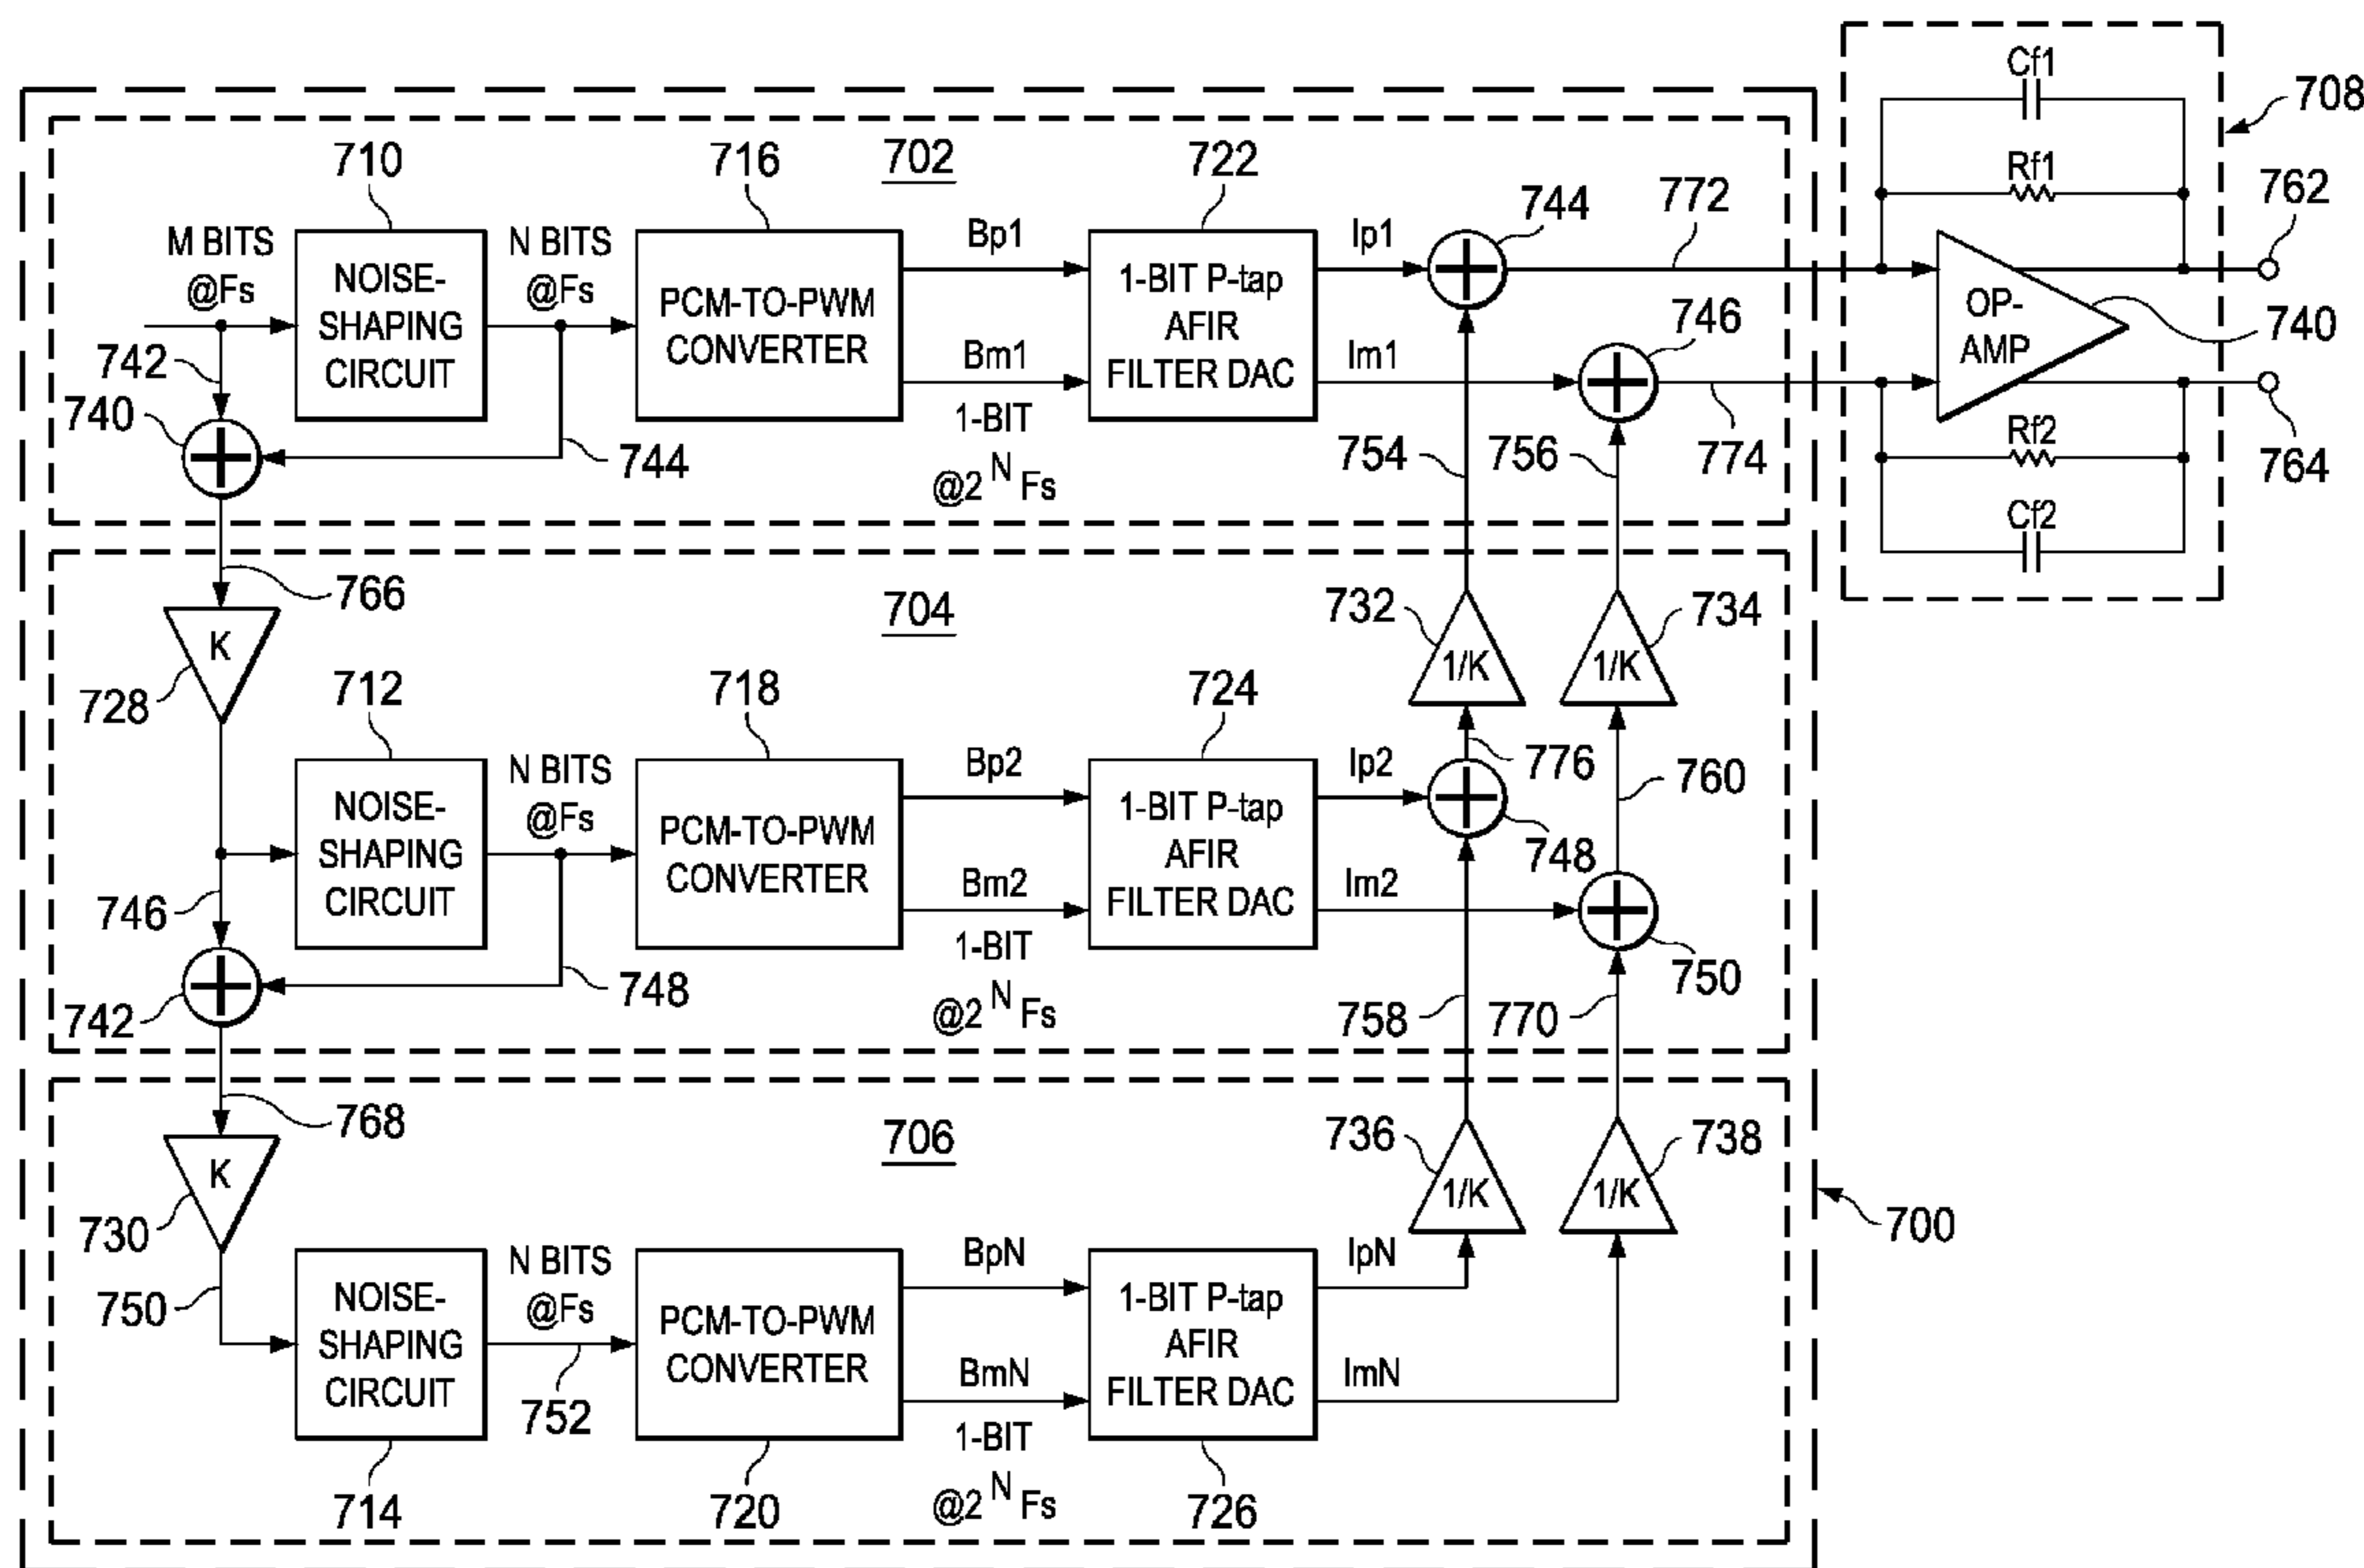 Cf1
708
710
716
702
722
744
772
Rf1
762
M BITS
@Fs
NOISE-
SHAPING
CIRCUIT
N BITS
@Fs
PCM-TO-PWM
CONVERTER
Bp1
Bm1
1-BIT
@2 N Fs
1-BIT P-tap
AFIR
FILTER DAC
Ip1
Im1
746
OP-
AMP
740
742
740
744
754
756
774
Rf2
764
Cf2
766
704
732
734
K
1/K
1/K
728
712
718
724
776
760
N BITS
@Fs
NOISE-
SHAPING
CIRCUIT
PCM-TO-PWM
CONVERTER
Bp2
Bm2
1-BIT
@2 N Fs
1-BIT P-tap
AFIR
FILTER DAC
Ip2
Im2
748
746
748
750
742
758
770
768
706
736
738
K
1/K
1/K
730
700
750
NOISE-
SHAPING
CIRCUIT
N BITS
@Fs
752
PCM-TO-PWM
CONVERTER
BpN
BmN
1-BIT
@2 N Fs
1-BIT P-tap
AFIR
FILTER DAC
IpN
ImN
714
720
726